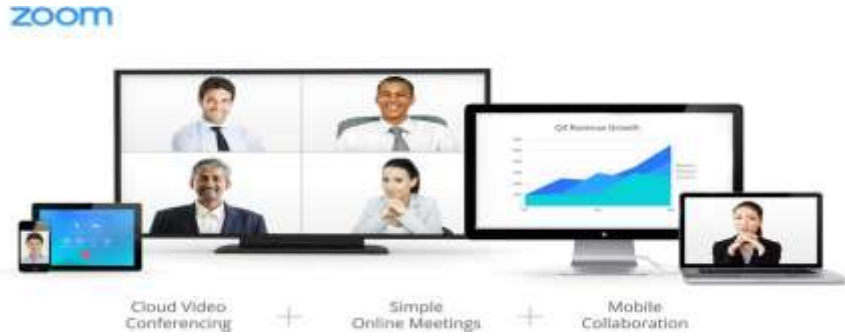 zoom
Q4 Revenue Growth
Cloud Video
Conferencing
+
Simple
Online Meetings
+
Mobile
Collaboration